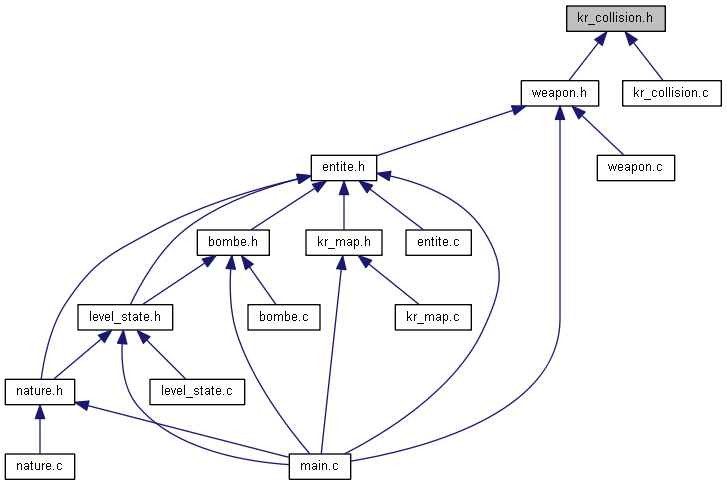 kr_collision.h
weapon.h
kr_collision.c
entite.h
weapon.c
bombe.h
kr_map.h
entite.c
level_state.h
bombe.c
kr_map.c
nature.h
level_state.c
nature.c
main.c